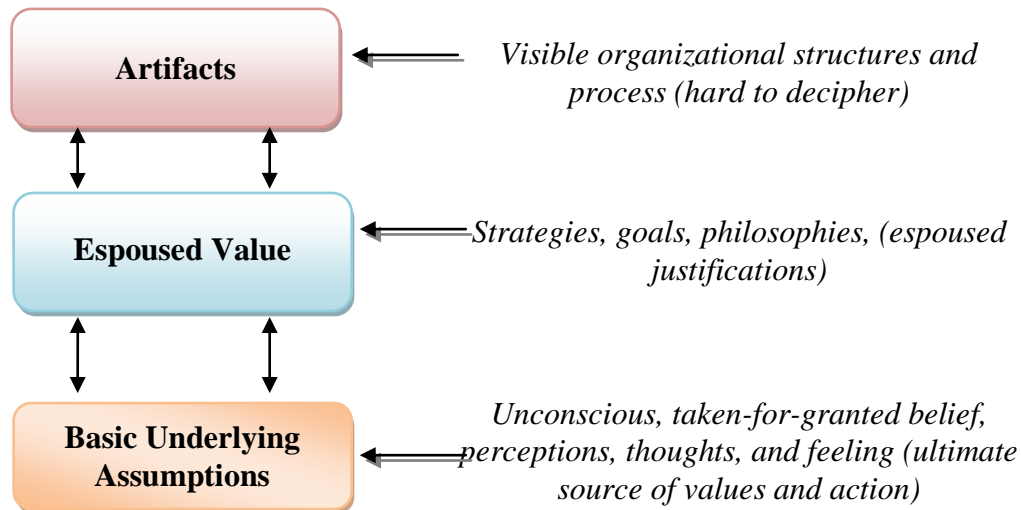 Artifacts
Visible organizational structures and
process (hard to decipher)
Espoused Value
Strategies, goals, philosophies, (espoused
justifications)
Basic Underlying
Assumptions
Unconscious, taken-for-granted belief,
perceptions, thoughts, and feeling (ultimate
source of values and action)